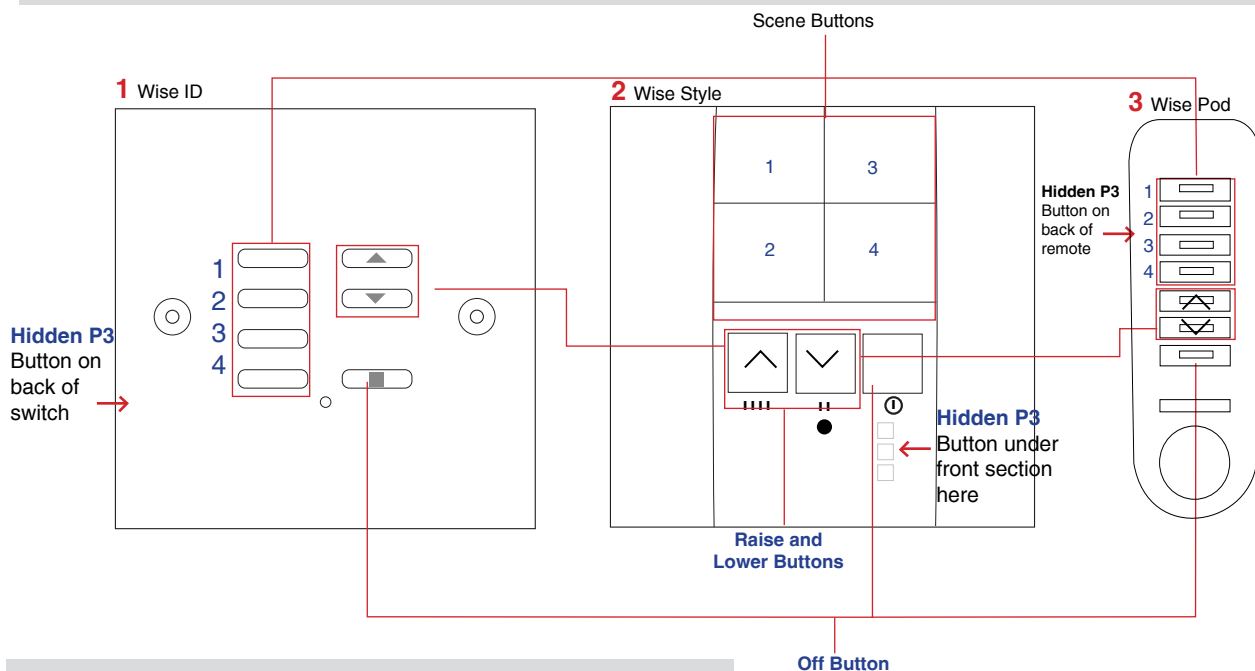 Scene Buttons
1 Wise ID
2 Wise Style
3 Wise Pod
1
2
3
4
Hidden P3
Button on
back of
switch
1
3
2
4
Hidden P3
Button under
front section
here
Raise and
Lower Buttons
Hidden P3
Button on
back of
remote
1
2
3
4
Off Button